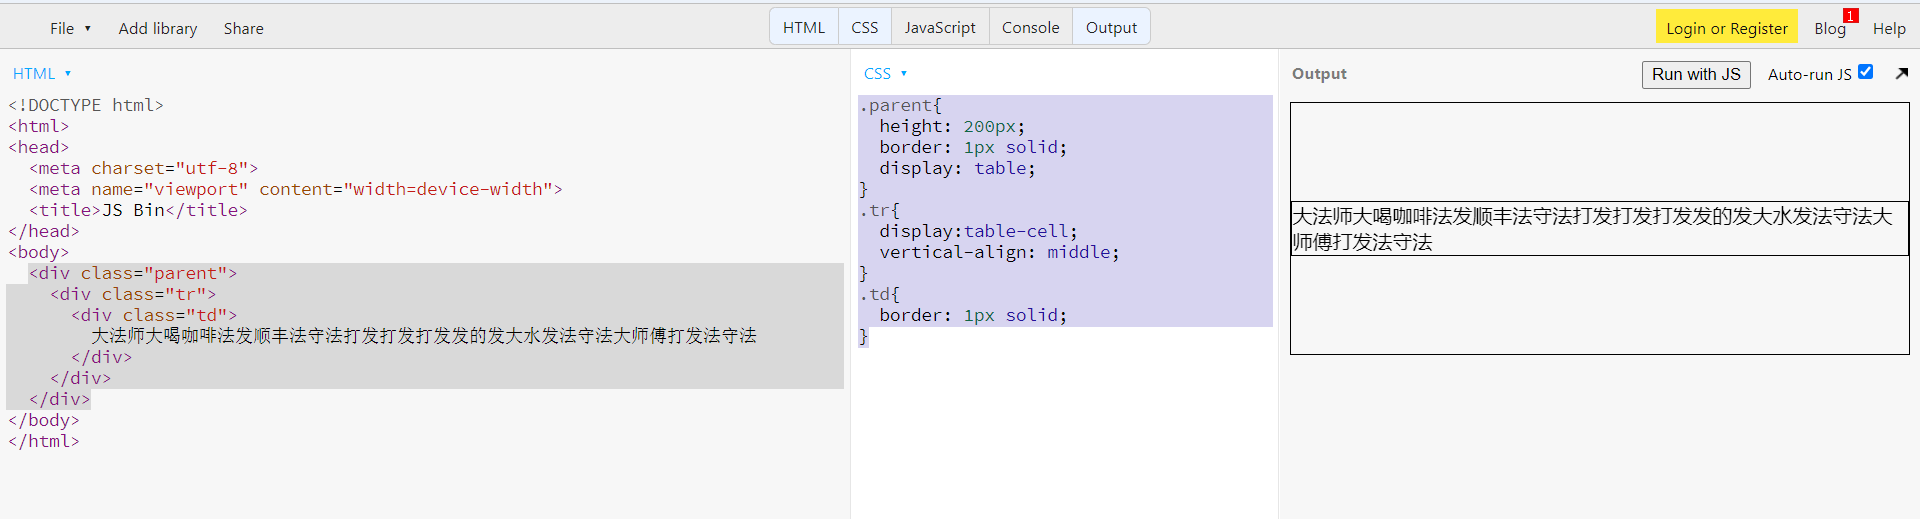 File ▾ Add library Share HTML CSS JavaScript Console Output Login or Register Blog 1 Help
HTML ▾
<!DOCTYPE html>
<html>
<head>
  <meta charset="utf-8">
  <meta name="viewport" content="width=device-width">
  <title>JS Bin</title>
</head>
<body>
  <div class="parent">
    <div class="tr">
      <div class="td">
        大法师大喝咖啡法发顺丰法守法打发打发打发发的发大水发法守法大师傅打发法守法
      </div>
    </div>
  </div>
</body>
</html>
CSS ▾
.parent{
  height: 200px;
  border: 1px solid;
  display: table;
}
.tr{
  display:table-cell;
  vertical-align: middle;
}
.td{
  border: 1px solid;
}
Output Run with JS Auto-run JS
大法师大喝咖啡法发顺丰法守法打发打发打发发的发大水发法守法大
师傅打发法守法